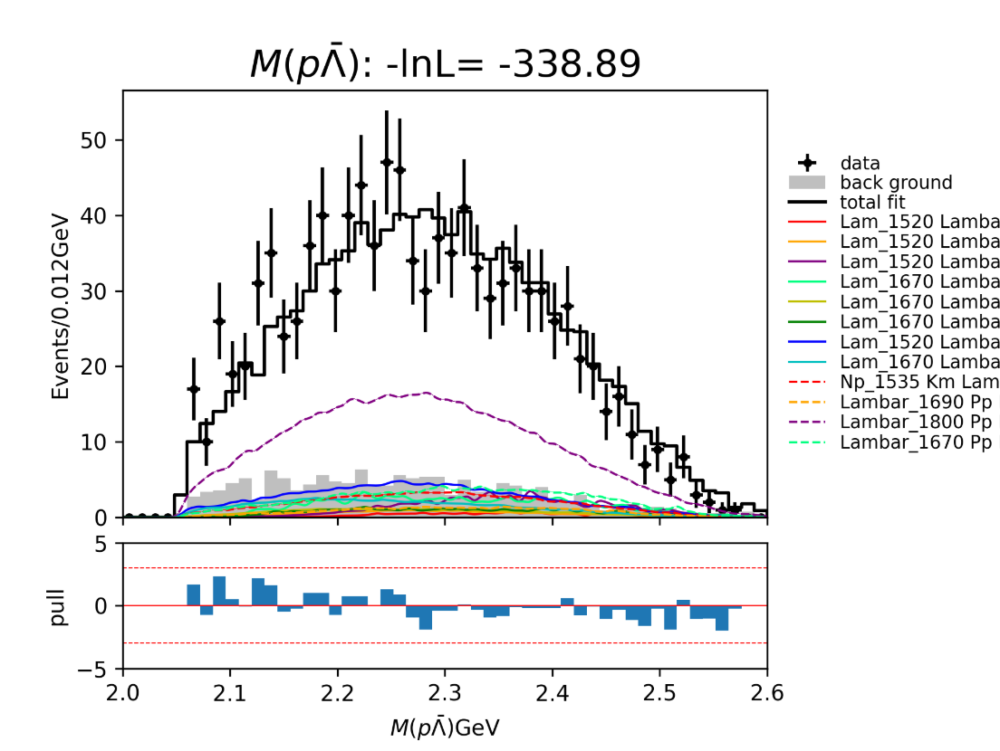 M(pΛ̄): -lnL= -338.89
Events/0.012GeV
50
40
30
20
10
0
data
back ground
total fit
Lam_1520 Lamba
Lam_1520 Lamba
Lam_1520 Lamba
Lam_1670 Lamba
Lam_1670 Lamba
Lam_1670 Lamba
Lam_1520 Lamba
Lam_1670 Lamba
Np_1535 Km Lam
Lambar_1690 Pp
Lambar_1800 Pp
Lambar_1670 Pp
pull
5
0
−5
2.0 2.1 2.2 2.3 2.4 2.5 2.6
M(pΛ̄)GeV